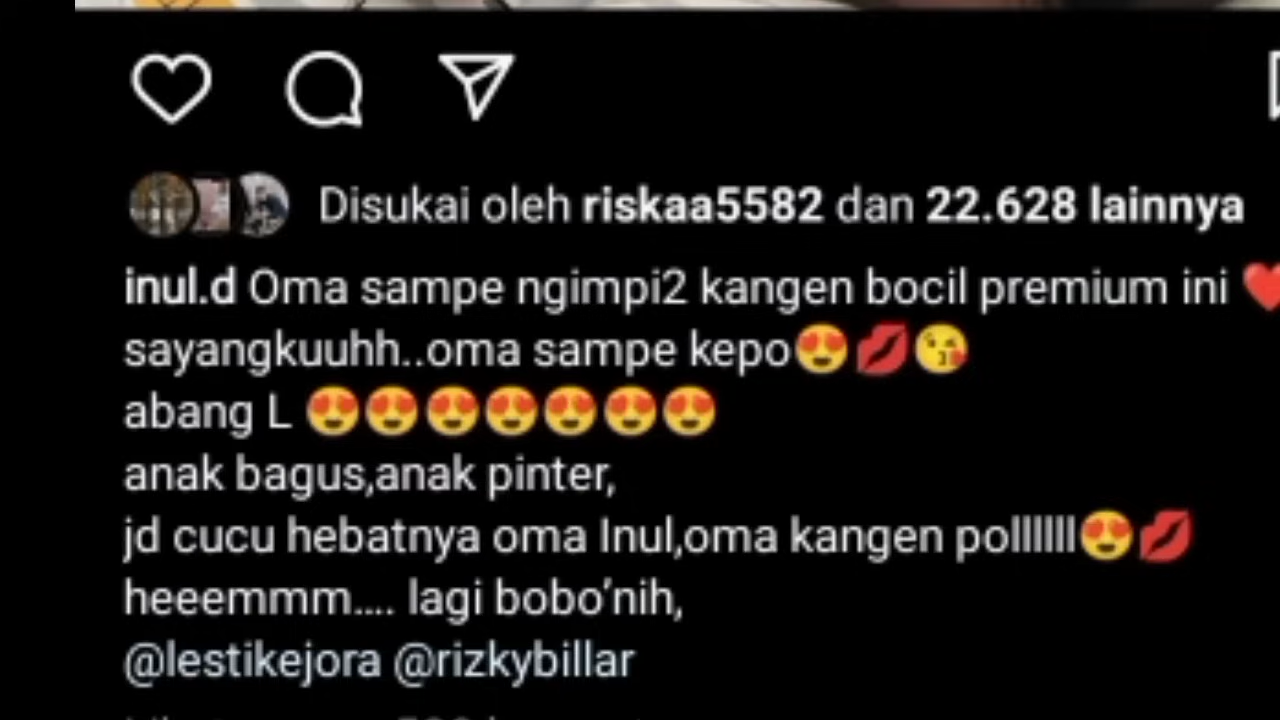 Disukai oleh riskaa5582 dan 22.628 lainnya
inul.d Oma sampe ngimpi2 kangen bocil premium ini ❤️
sayangkuuhh..oma sampe kepo😍💋😘
abang L 😍😍😍😍😍😍😍
anak bagus,anak pinter,
jd cucu hebatnya oma Inul,oma kangen pollllll😍💋
heeemmm.... lagi bobo'nih,
@lestikejora @rizkybillar